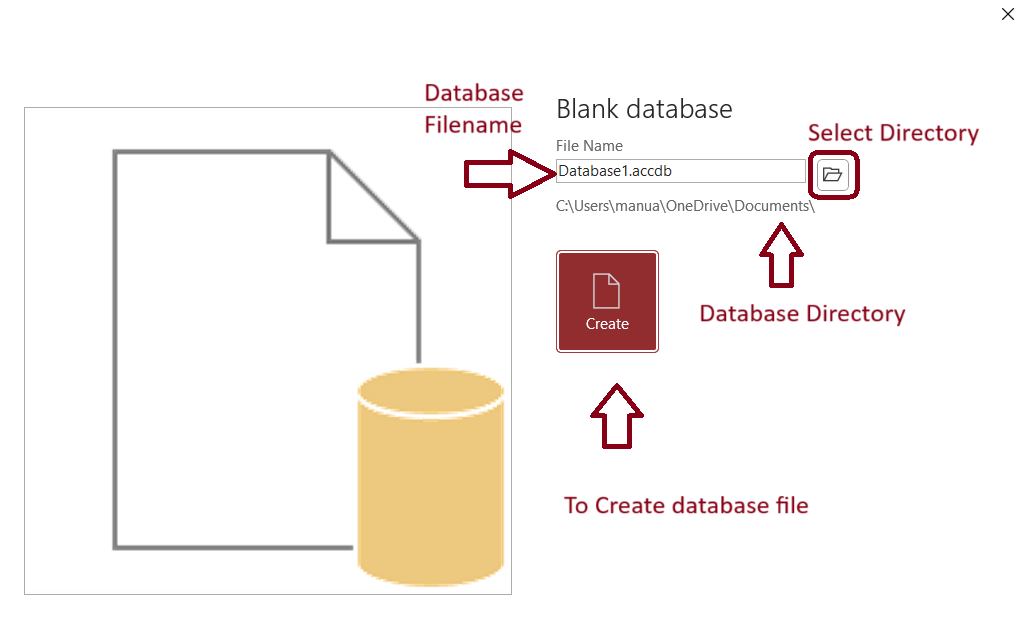 Database
Filename
Blank database
File Name
Select Directory
Database1.accdb
C:\Users\manua\OneDrive\Documents\
Create
Database Directory
To Create database file